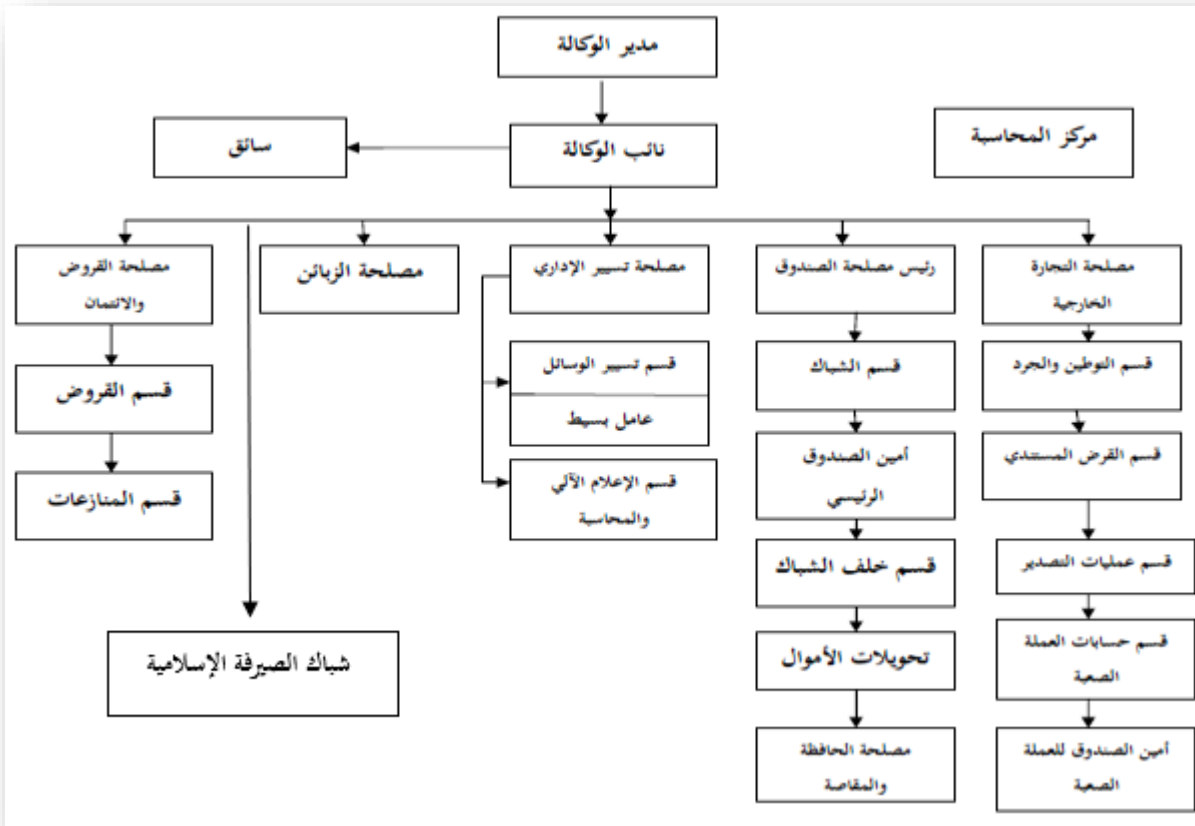 مدير الوكالة
مركز المحاسبة
نائب الوكالة
سائق
مصلحة التجارة
الخارجية
رئيس مصلحة الصندوق
مصلحة تسيير الإداري
مصلحة الزبائن
مصلحة القروض
والائتمان
قسم التوطين والجرد
قسم الشباك
قسم تسيير الوسائل
عامل بسيط
قسم القروض
قسم القرض المستندي
أمين الصندوق
الرئيسي
قسم الإعلام الآلي
والمحاسبة
قسم المنازعات
قسم عمليات التصدير
قسم خلف الشباك
قسم حسابات العملة
الصعبة
تحويلات الأموال
شباك الصيرفة الإسلامية
أمين الصندوق للعملة
الصعبة
مصلحة الحافظة
والمقاصة